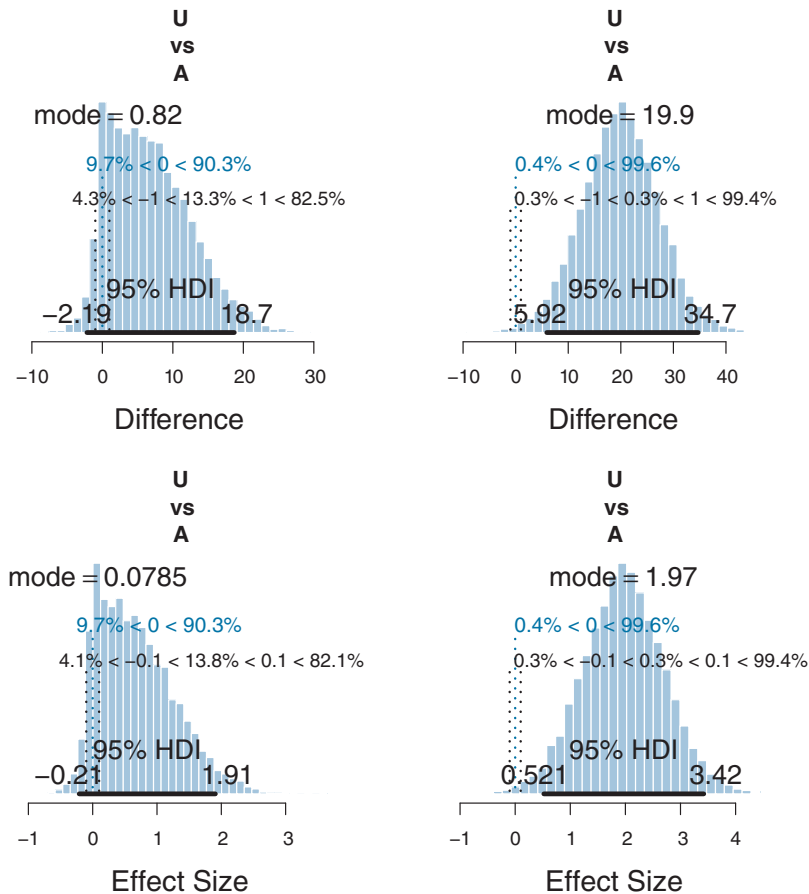 U
vs
A
mode = 0.82
9.7% < 0 < 90.3%
4.3% < −1 < 13.3% < 1 < 82.5%
95% HDI
−2.19 18.7
−10 0 10 20 30
Difference
U
vs
A
mode = 19.9
0.4% < 0 < 99.6%
0.3% < −1 < 0.3% < 1 < 99.4%
95% HDI
5.92 34.7
−10 0 10 20 30 40
Difference
U
vs
A
mode = 0.0785
9.7% < 0 < 90.3%
4.1% < −0.1 < 13.8% < 0.1 < 82.1%
95% HDI
−0.21 1.91
−1 0 1 2 3
Effect Size
U
vs
A
mode = 1.97
0.4% < 0 < 99.6%
0.3% < −0.1 < 0.3% < 0.1 < 99.4%
95% HDI
0.521 3.42
−1 0 1 2 3 4
Effect Size